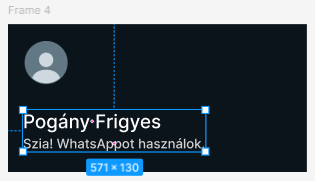 Frame 4
Pogány Frigyes
Szia! WhatsAppot használok.
571 × 130